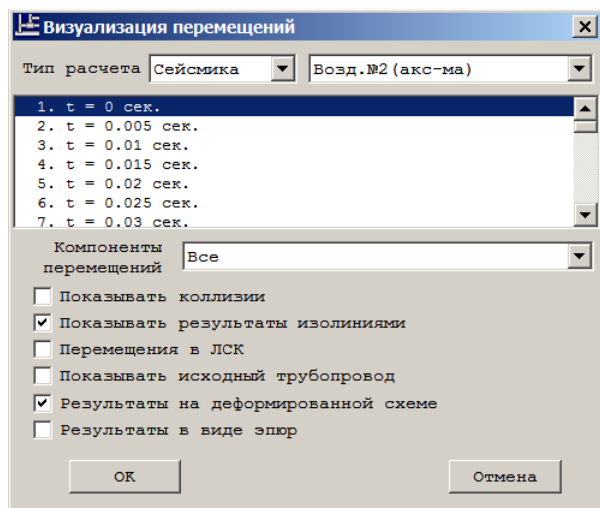 Визуализация перемещений
Тип расчета Сейсмика Возд.№2(акс-ма)
1. t = 0 сек.
2. t = 0.005 сек.
3. t = 0.01 сек.
4. t = 0.015 сек.
5. t = 0.02 сек.
6. t = 0.025 сек.
7. t = 0.03 сек.
Компоненты
перемещений
Все
Показывать коллизии
Показывать результаты изолиниями
Перемещения в ЛСК
Показывать исходный трубопровод
Результаты на деформированной схеме
Результаты в виде эпюр
ОК Отмена